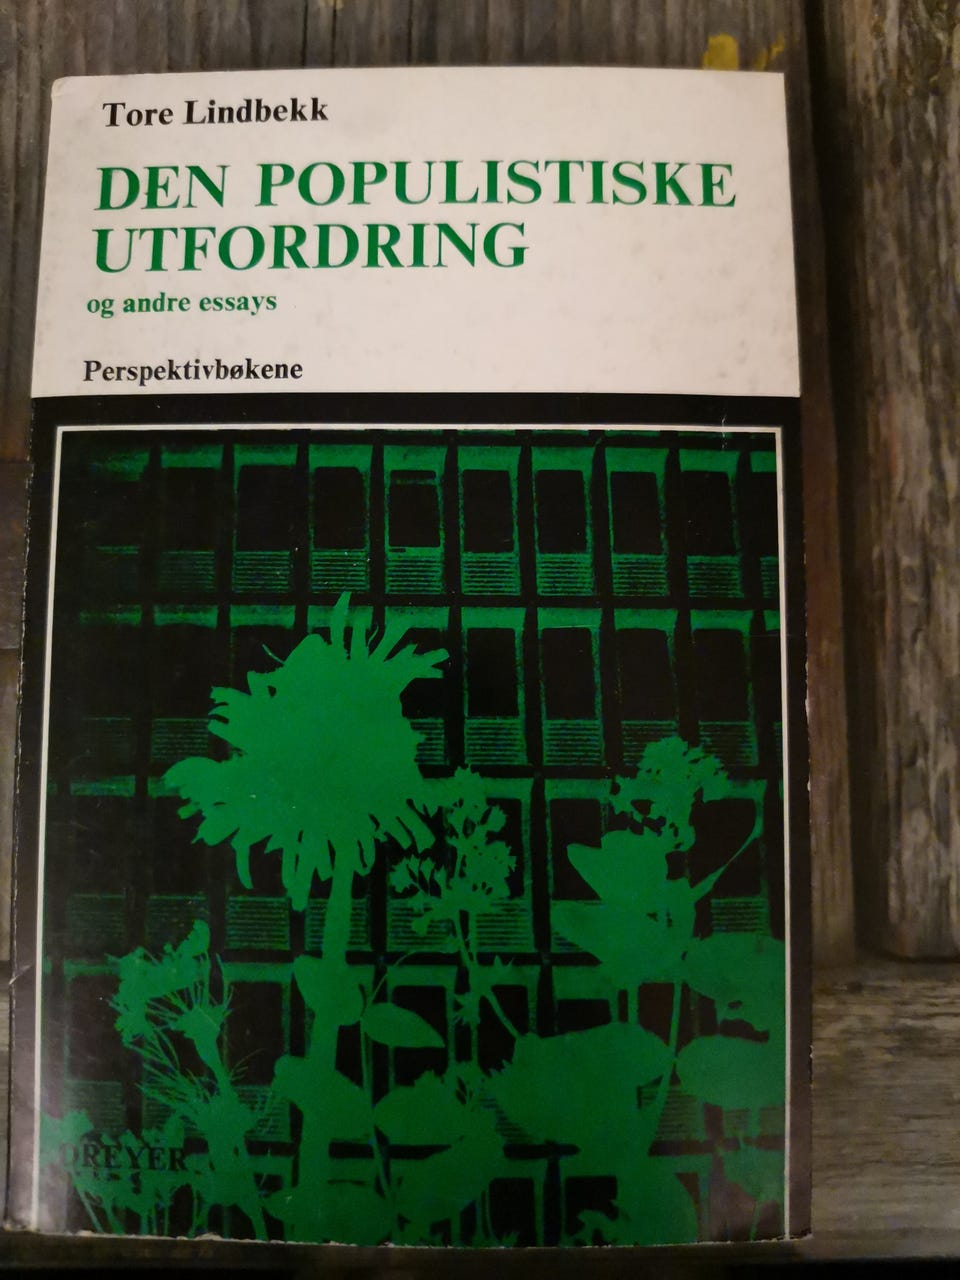 Tore Lindbekk
DEN POPULISTISKE
UTFORDRING
og andre essays
Perspektivbøkene
DREYER